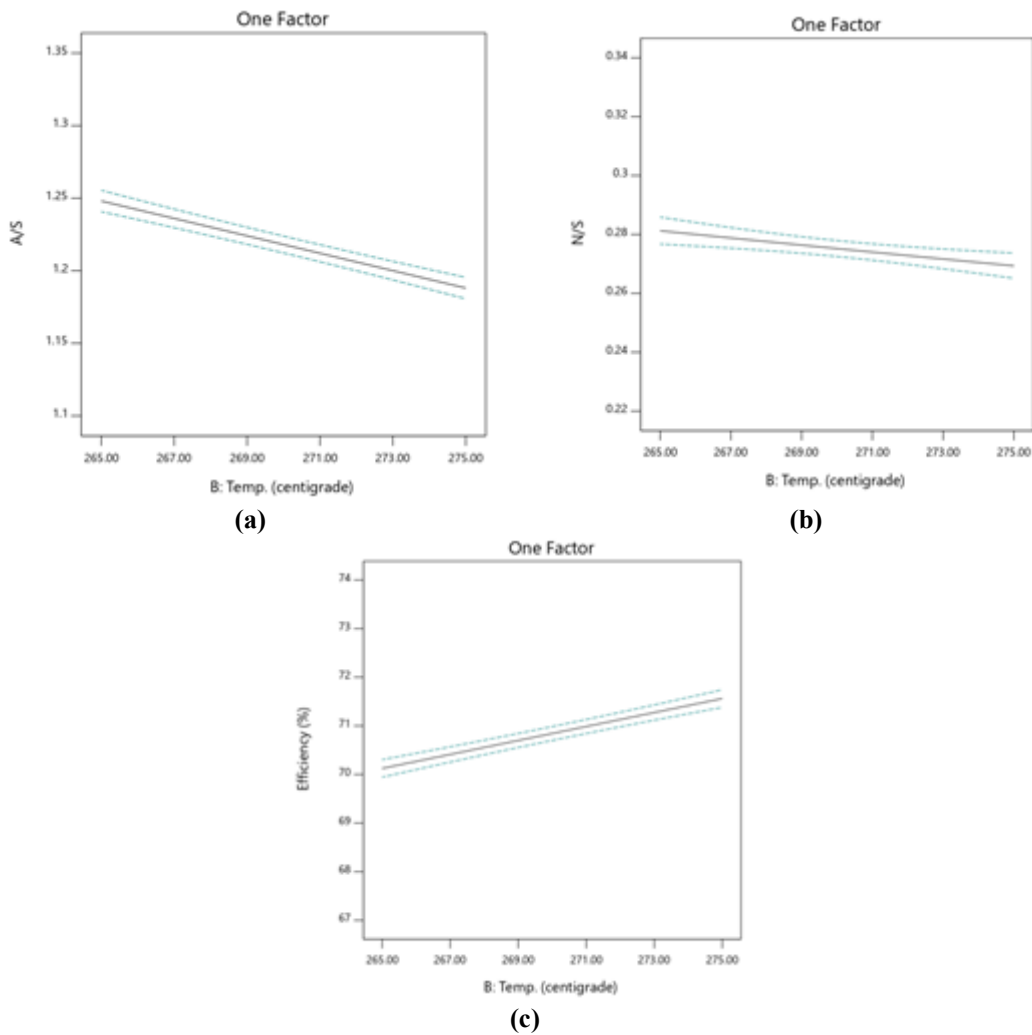 One Factor
1.35
1.3
1.25
1.2
1.15
1.1
A/S
265.00 267.00 269.00 271.00 273.00 275.00
B: Temp. (centigrade)
(a)
One Factor
0.34
0.32
0.3
0.28
0.26
0.24
0.22
N/S
265.00 267.00 269.00 271.00 273.00 275.00
B: Temp. (centigrade)
(b)
One Factor
74
73
72
71
70
69
68
67
Efficiency (%)
265.00 267.00 269.00 271.00 273.00 275.00
B: Temp. (centigrade)
(c)